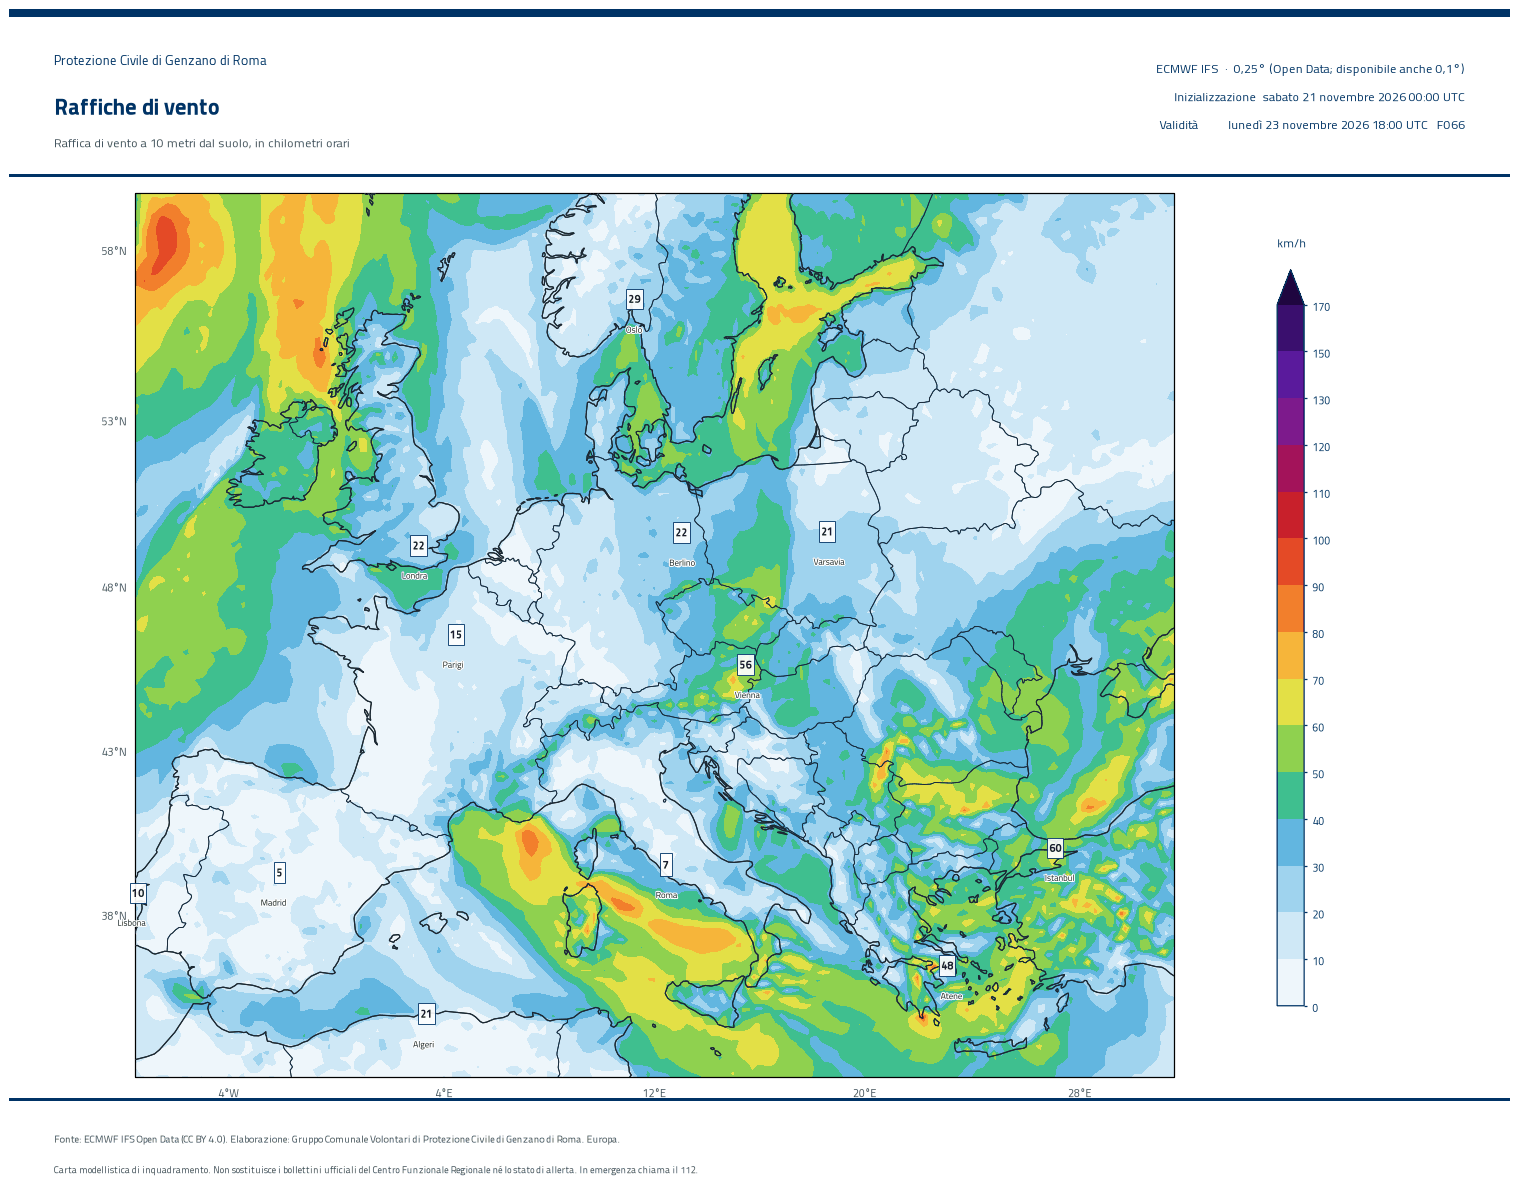 Protezione Civile di Genzano di Roma
Raffiche di vento
Raffica di vento a 10 metri dal suolo, in chilometri orari
ECMWF IFS · 0,25° (Open Data; disponibile anche 0,1°)
Inizializzazione sabato 21 novembre 2026 00:00 UTC
Validità lunedì 23 novembre 2026 18:00 UTC F066
km/h
170
150
130
120
110
100
90
80
70
60
50
40
30
20
10
0
58°N
53°N
48°N
43°N
38°N
4°W
4°E
12°E
20°E
28°E
29
Oslo
22
Londra
22
Berlino
21
Varsavia
15
Parigi
56
Vienna
60
Istanbul
7
Roma
5
Madrid
10
Lisbona
48
Atene
21
Algeri
Fonte: ECMWF IFS Open Data (CC BY 4.0). Elaborazione: Gruppo Comunale Volontari di Protezione Civile di Genzano di Roma. Europa.
Carta modellistica di inquadramento. Non sostituisce i bollettini ufficiali del Centro Funzionale Regionale né lo stato di allerta. In emergenza chiama il 112.